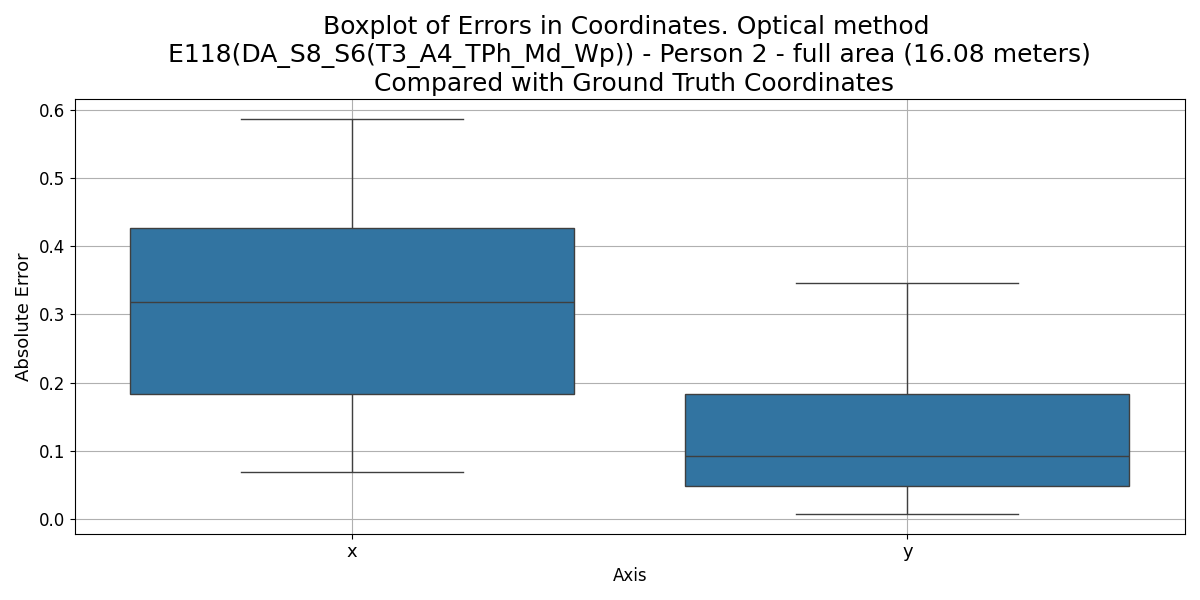 Boxplot of Errors in Coordinates. Optical method
E118(DA_S8_S6(T3_A4_TPh_Md_Wp)) - Person 2 - full area (16.08 meters)
Compared with Ground Truth Coordinates
Absolute Error
0.6
0.5
0.4
0.3
0.2
0.1
0.0
x
y
Axis